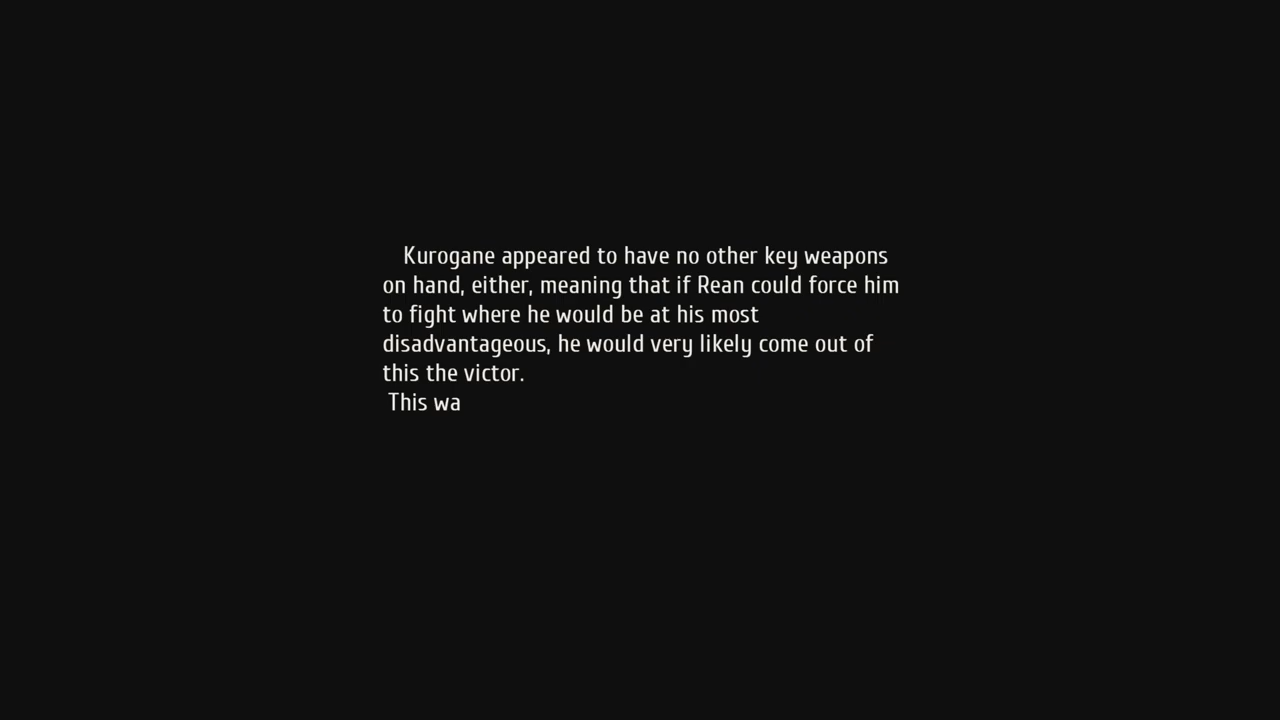 Kurogane appeared to have no other key weapons
on hand, either, meaning that if Rean could force him
to fight where he would be at his most
disadvantageous, he would very likely come out of
this the victor.
This wa